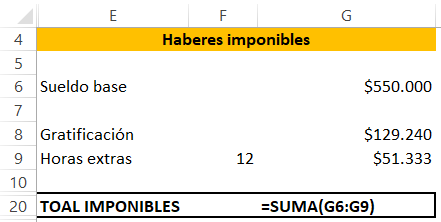 E F G
4 Haberes imponibles
5
6 Sueldo base $550.000
7
8 Gratificación $129.240
9 Horas extras 12 $51.333
10
20 TOAL IMPONIBLES =SUMA(G6:G9)